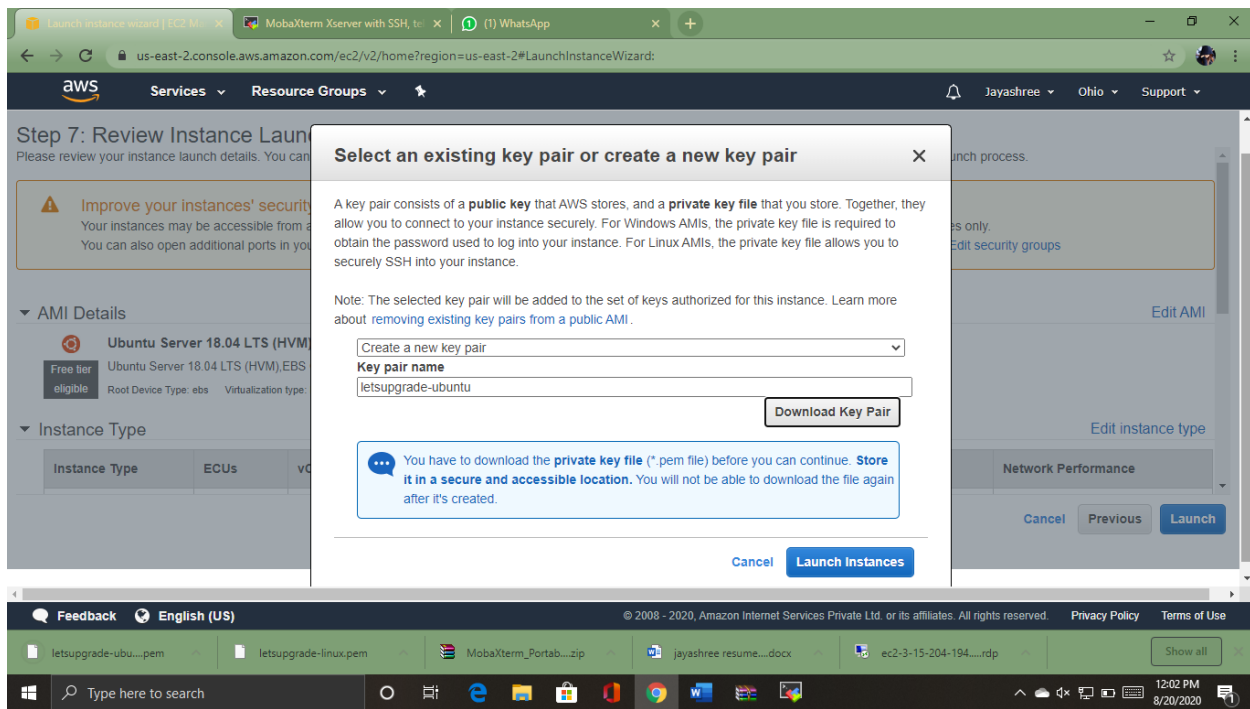 Launch instance wizard | EC2 M
MobaXterm Xserver with SSH, tel
(1) WhatsApp
us-east-2.console.aws.amazon.com/ec2/v2/home?region=us-east-2#LaunchInstanceWizard:
aws
Services
Resource Groups
Jayashree
Ohio
Support
Step 7: Review Instance Laun
Please review your instance launch details. You can
unch process.
Improve your instances' security
Your instances may be accessible from a
es only.
You can also open additional ports in you
Edit security groups
AMI Details
Edit AMI
Ubuntu Server 18.04 LTS (HVM)
Free tier
eligible
Ubuntu Server 18.04 LTS (HVM),EBS
Root Device Type: ebs Virtualization type:
Instance Type
Edit instance type
Instance Type
ECUs
vC
Network Performance
Cancel
Previous
Launch
Select an existing key pair or create a new key pair
A key pair consists of a public key that AWS stores, and a private key file that you store. Together, they
allow you to connect to your instance securely. For Windows AMIs, the private key file is required to
obtain the password used to log into your instance. For Linux AMIs, the private key file allows you to
securely SSH into your instance.
Note: The selected key pair will be added to the set of keys authorized for this instance. Learn more
about removing existing key pairs from a public AMI.
Create a new key pair
Key pair name
letsupgrade-ubuntu
Download Key Pair
You have to download the private key file (*.pem file) before you can continue. Store
it in a secure and accessible location. You will not be able to download the file again
after it's created.
Cancel
Launch Instances
Feedback
English (US)
© 2008 - 2020, Amazon Internet Services Private Ltd. or its affiliates. All rights reserved.
Privacy Policy
Terms of Use
letsupgrade-ubu....pem
letsupgrade-linux.pem
MobaXterm_Portab....zip
jayashree resume....docx
ec2-3-15-204-194.....rdp
Show all
Type here to search
12:02 PM
8/20/2020